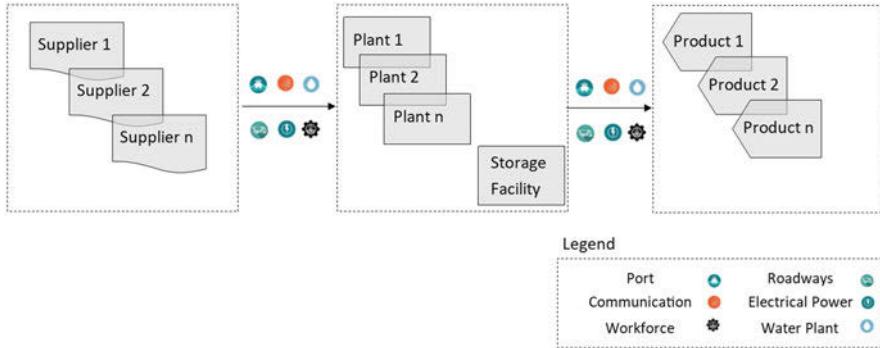 Supplier 1
Supplier 2
Supplier n
Plant 1
Plant 2
Plant n
Storage
Facility
Product 1
Product 2
Product n
Legend
Port
Roadways
Communication
Electrical Power
Workforce
Water Plant